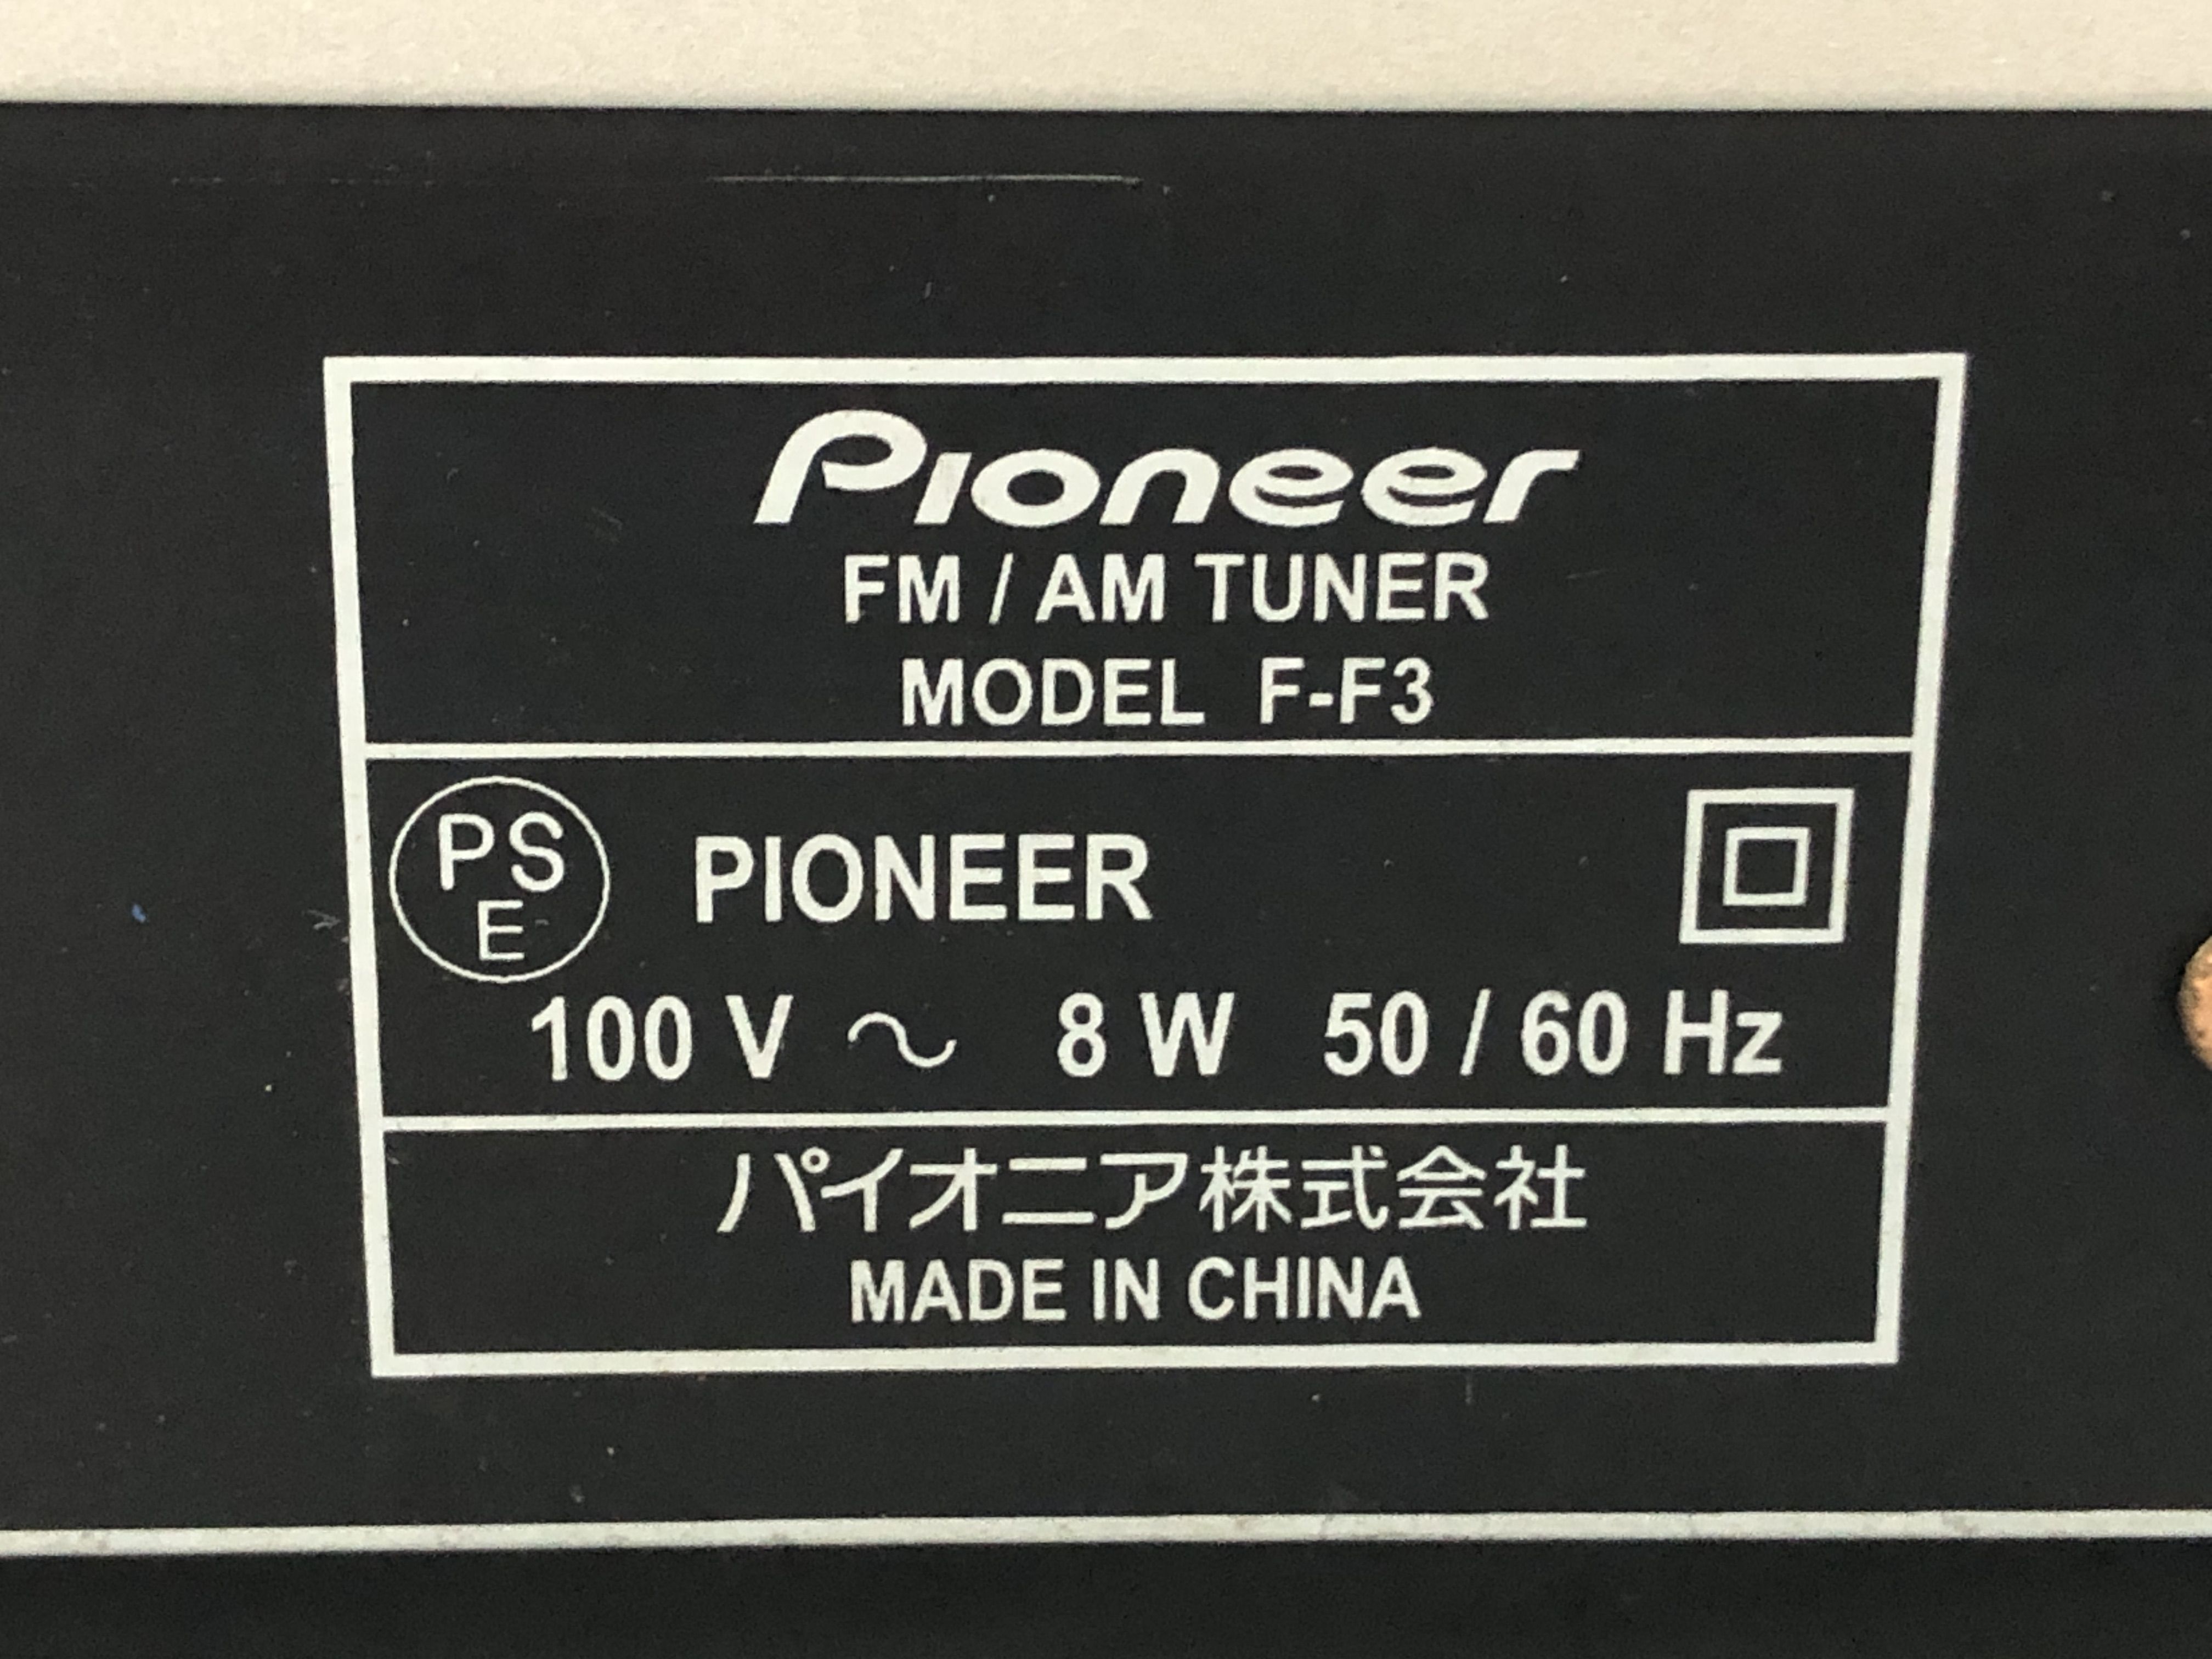 Pioneer
FM / AM TUNER
MODEL F-F3
PS
E
PIONEER
100 V ~ 8 W 50 / 60 Hz
パイオニア株式会社
MADE IN CHINA